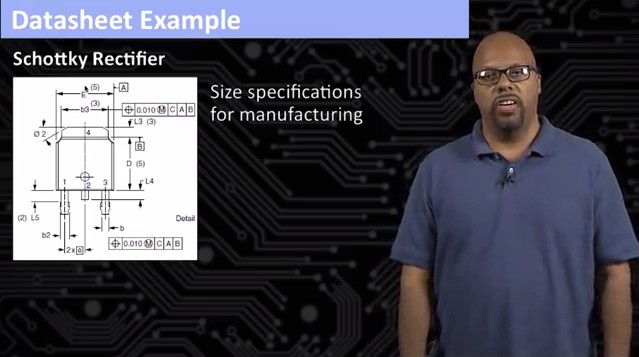 Datasheet Example
Schottky Rectifier
Size specifications
for manufacturing
(5)
A
E
(3)
b3
0.010 Ⓜ C A B
L3 (3)
Ø 2
4
B
D (5)
1 2 3
L4
(2) L5
Detail
b
b2
0.010 Ⓜ C A B
2x e